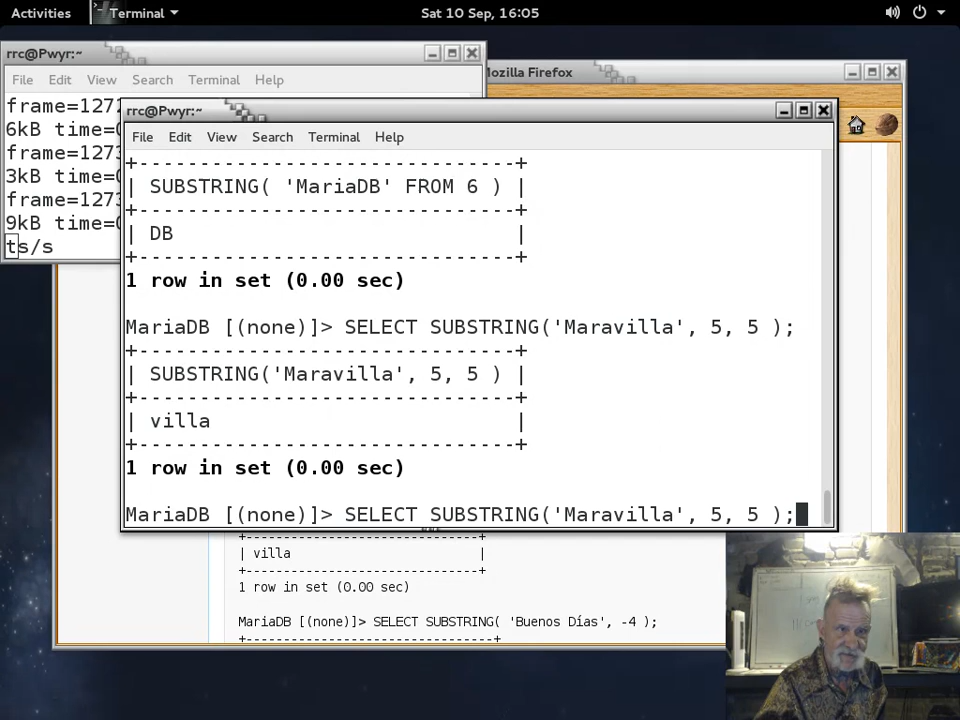 Activities
Terminal
Sat 10 Sep, 16:05
rrc@Pwyr:~
File Edit View Search Terminal Help
frame=1272
6kB time=0
frame=1273
3kB time=0
frame=1273
9kB time=0
ts/s
Mozilla Firefox
rrc@Pwyr:~
File Edit View Search Terminal Help
+--------------------------------+
| SUBSTRING( 'MariaDB' FROM 6 ) |
+--------------------------------+
| DB |
+--------------------------------+
1 row in set (0.00 sec)
MariaDB [(none)]> SELECT SUBSTRING('Maravilla', 5, 5 );
+--------------------------------+
| SUBSTRING('Maravilla', 5, 5 ) |
+--------------------------------+
| villa |
+--------------------------------+
1 row in set (0.00 sec)
MariaDB [(none)]> SELECT SUBSTRING('Maravilla', 5, 5 );
+-------------------------------+
| villa |
+-------------------------------+
1 row in set (0.00 sec)
MariaDB [(none)]> SELECT SUBSTRING( 'Buenos Días', -4 );
+---------------------------------+